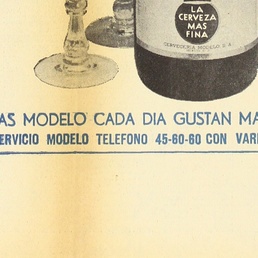 LA
CERVEZA
MAS
FINA
CERVECERIA MODELO, S.A.
AS MODELO CADA DIA GUSTAN MA
ERVICIO MODELO TELEFONO 45-60-60 CON VARI